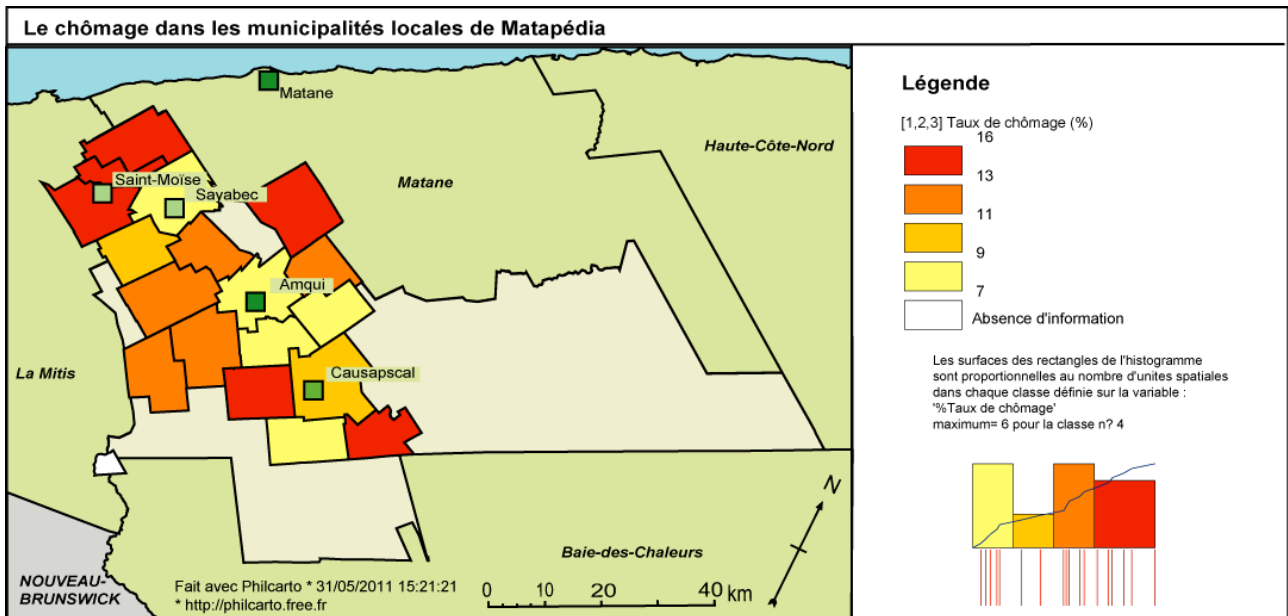 Le chômage dans les municipalités locales de Matapédia
Matane
Haute-Côte-Nord
Matane
Saint-Moïse
Sayabec
Amqui
La Mitis
Causapscal
Baie-des-Chaleurs
NOUVEAU-
BRUNSWICK
Fait avec Philcarto * 31/05/2011 15:21:21
* http://philcarto.free.fr
0 10 20 40 km
N
Légende
[1,2,3] Taux de chômage (%)
16
13
11
9
7
Absence d'information
Les surfaces des rectangles de l'histogramme
sont proportionnelles au nombre d'unites spatiales
dans chaque classe définie sur la variable :
'%Taux de chômage'
maximum= 6 pour la classe n? 4